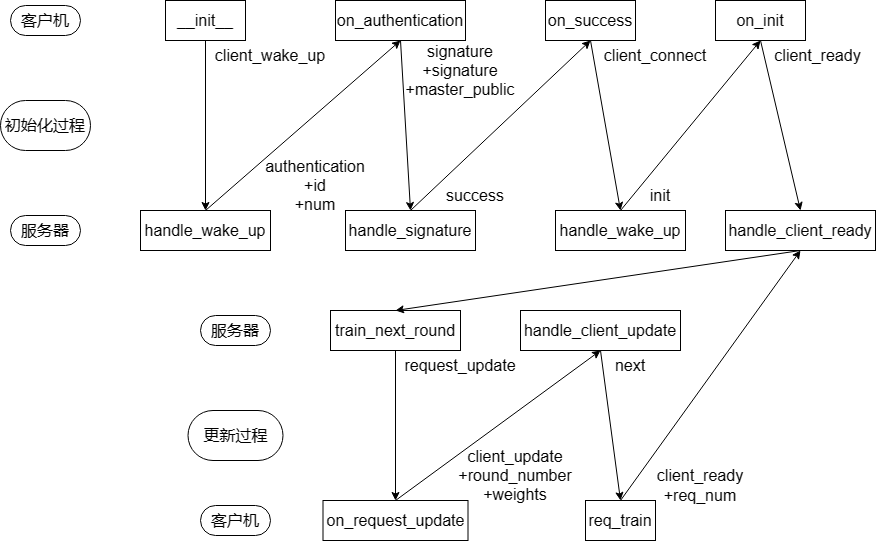 客户机
__init__
on_authentication
on_success
on_init
client_wake_up
signature
+signature
+master_public
client_connect
client_ready
初始化过程
authentication
+id
+num
success
init
服务器
handle_wake_up
handle_signature
handle_wake_up
handle_client_ready
服务器
train_next_round
handle_client_update
request_update
next
更新过程
client_update
+round_number
+weights
client_ready
+req_num
客户机
on_request_update
req_train